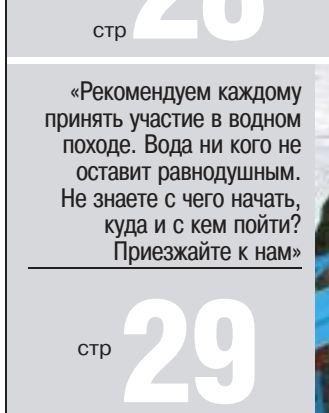 стр 28
«Рекомендуем каждому
принять участие в водном
походе. Вода ни кого не
оставит равнодушным.
Не знаете с чего начать,
куда и с кем пойти?
Приезжайте к нам»
стр 29